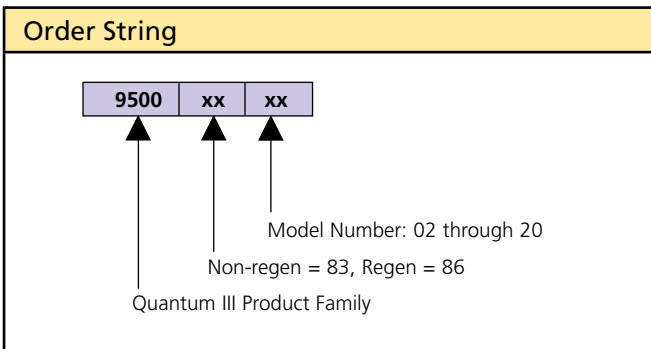 Order String
9500 xx xx
Model Number: 02 through 20
Non-regen = 83, Regen = 86
Quantum III Product Family